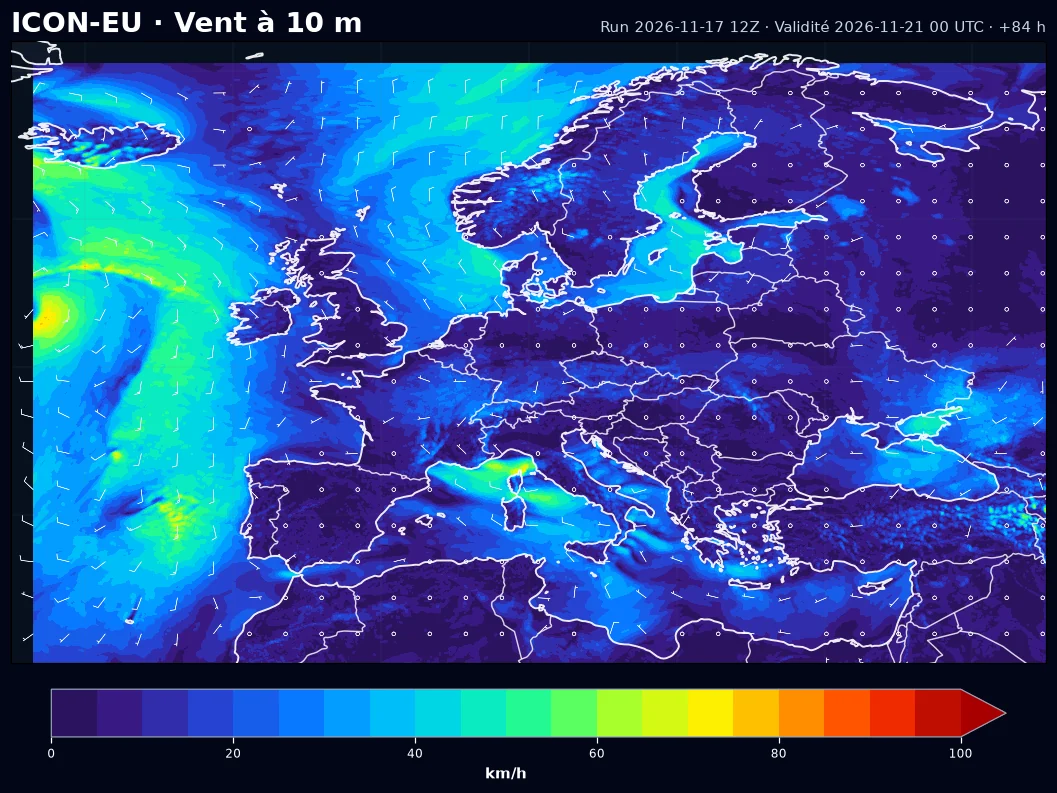 ICON-EU · Vent à 10 m
Run 2026-11-17 12Z · Validité 2026-11-21 00 UTC · +84 h
0 20 40 60 80 100
km/h